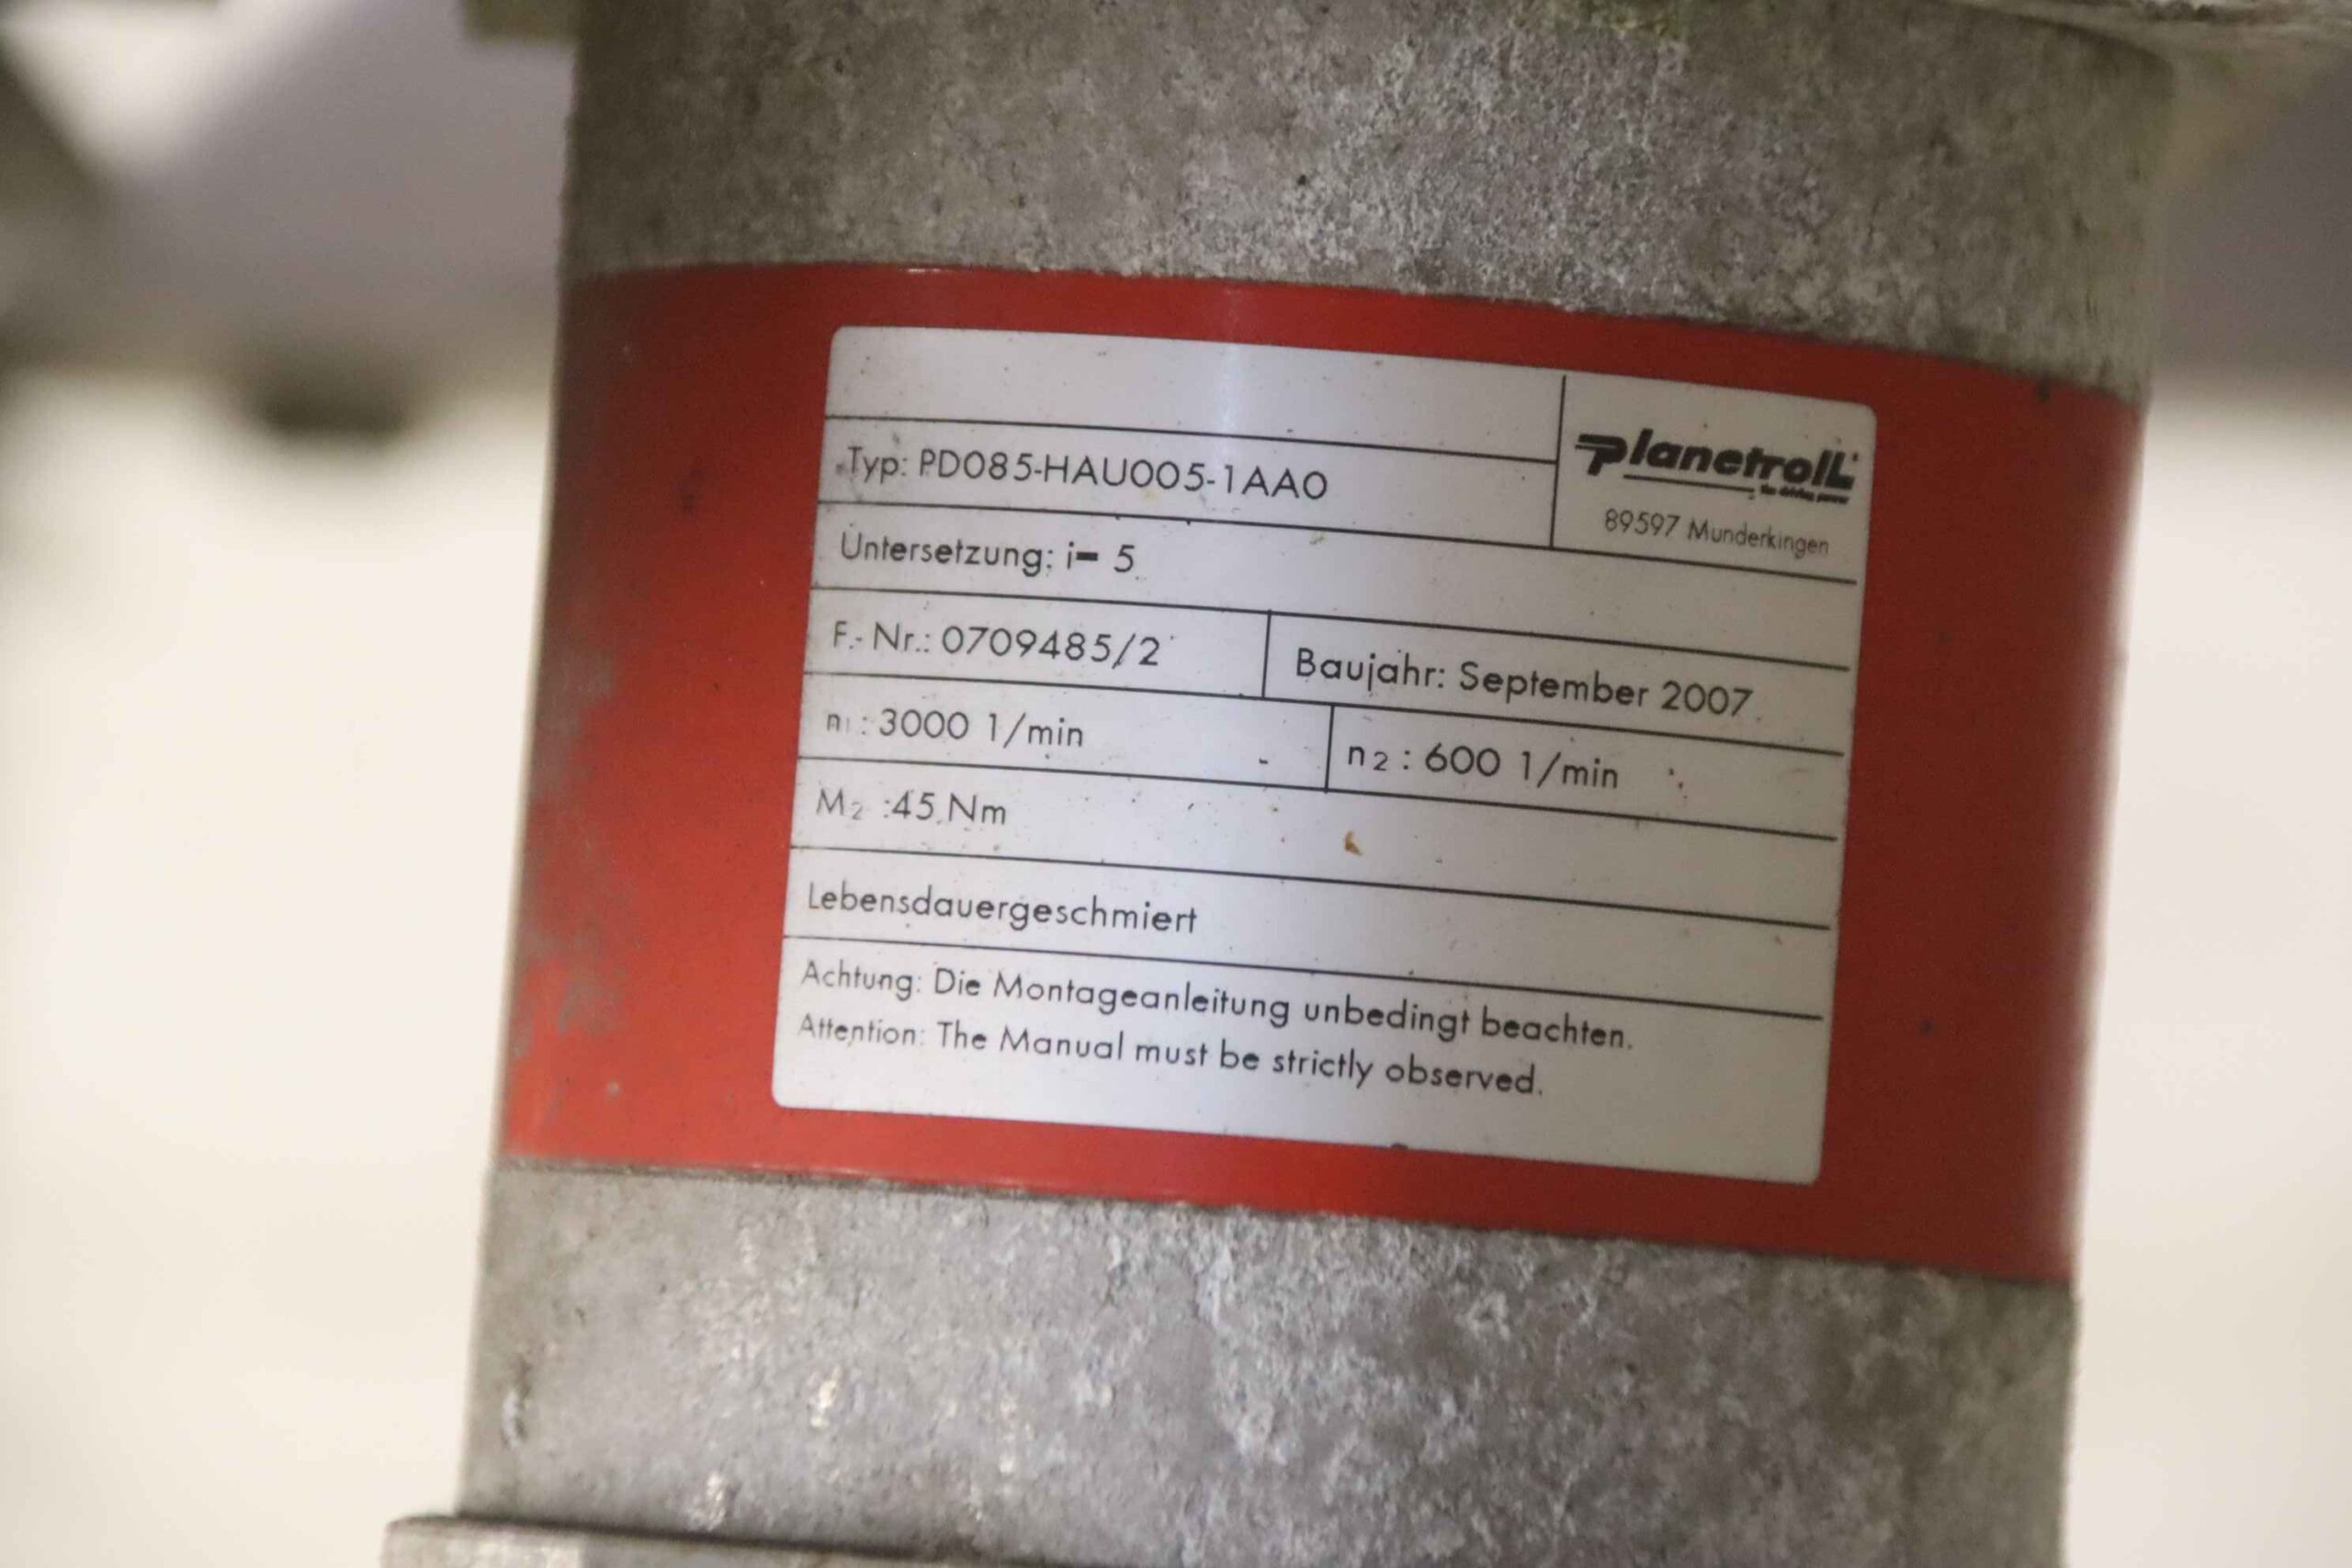 planetroll
89597 Munderkingen
Typ: PD085-HAU005-1AA0
Untersetzung: i= 5
F.- Nr.: 0709485/2 Baujahr: September 2007
n1 : 3000 1/min n2 : 600 1/min
M2 :45 Nm
Lebensdauergeschmiert
Achtung: Die Montageanleitung unbedingt beachten.
Attention: The Manual must be strictly observed.